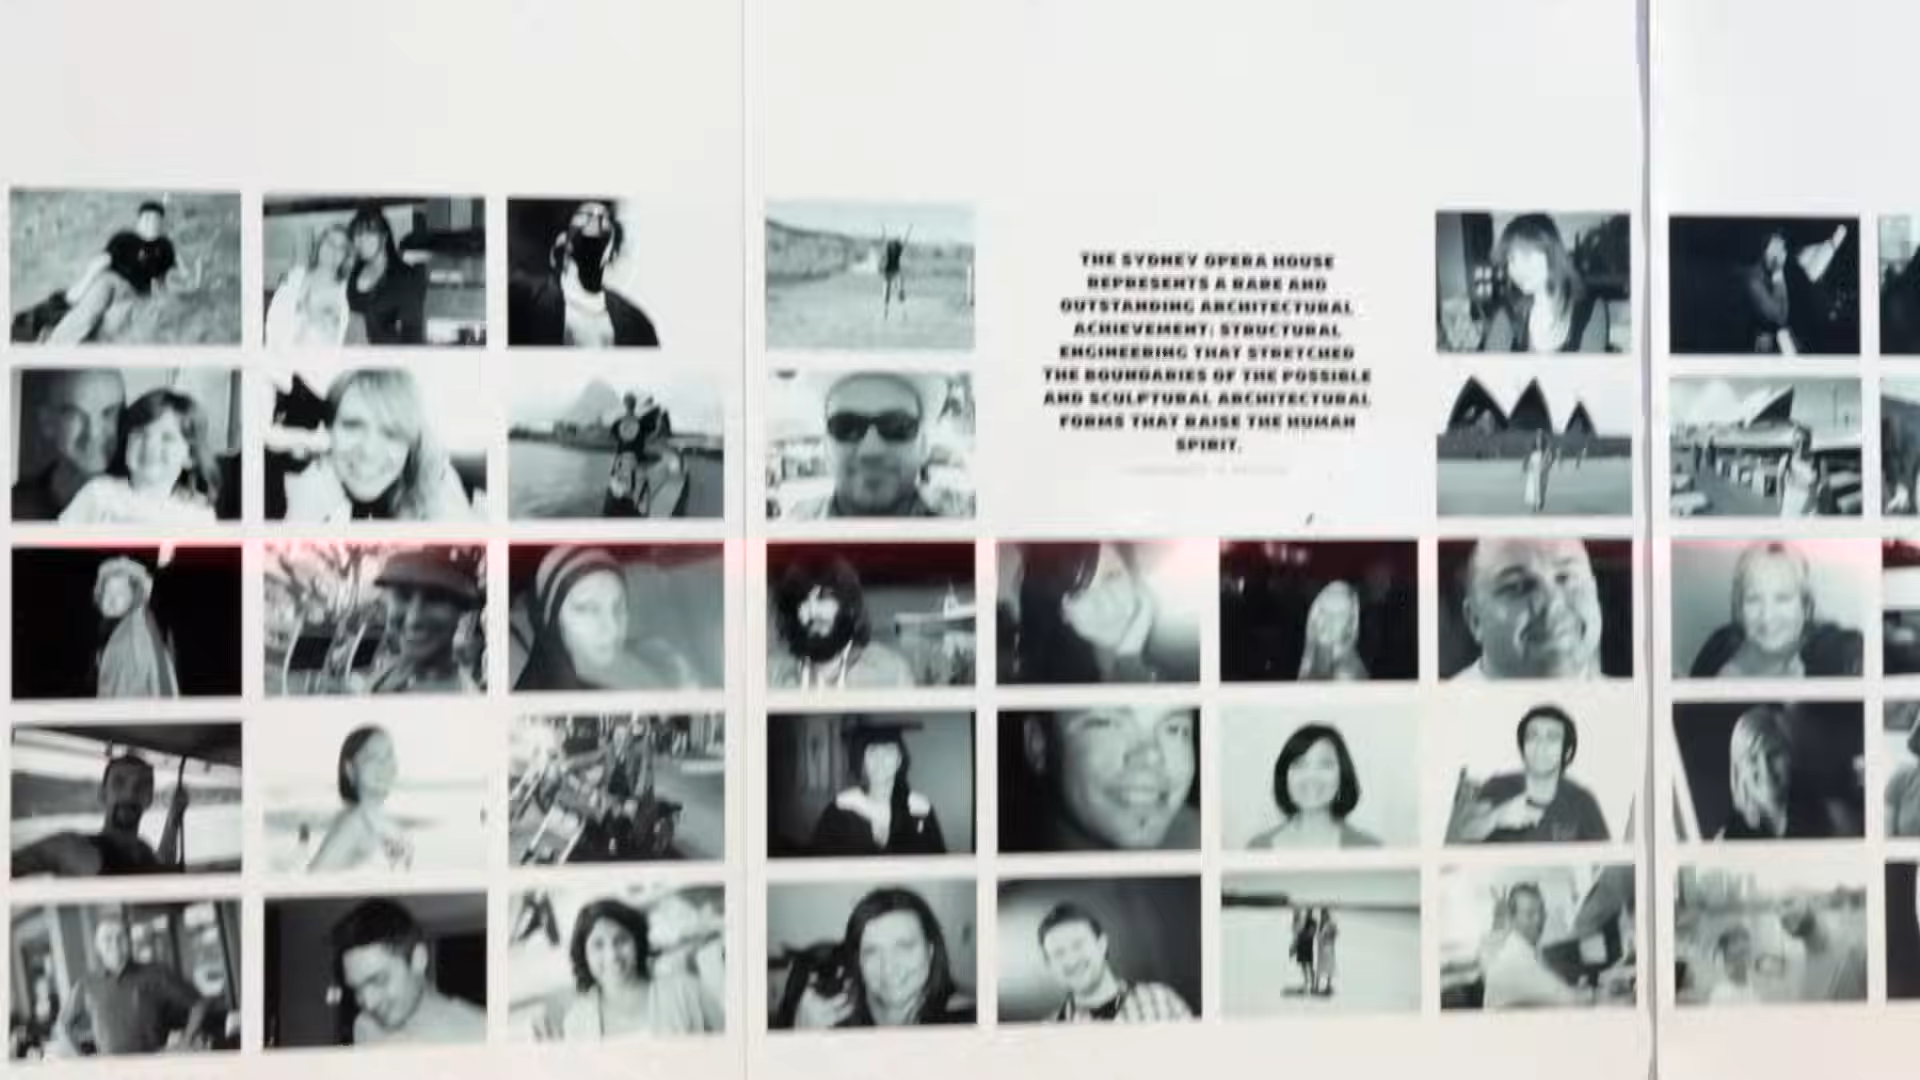 THE SYDNEY OPERA HOUSE
REPRESENTS A RARE AND
OUTSTANDING ARCHITECTURAL
ACHIEVEMENT: STRUCTURAL
ENGINEERING THAT STRETCHED
THE BOUNDARIES OF THE POSSIBLE
AND SCULPTURAL ARCHITECTURAL
FORMS THAT RAISE THE HUMAN
SPIRIT.